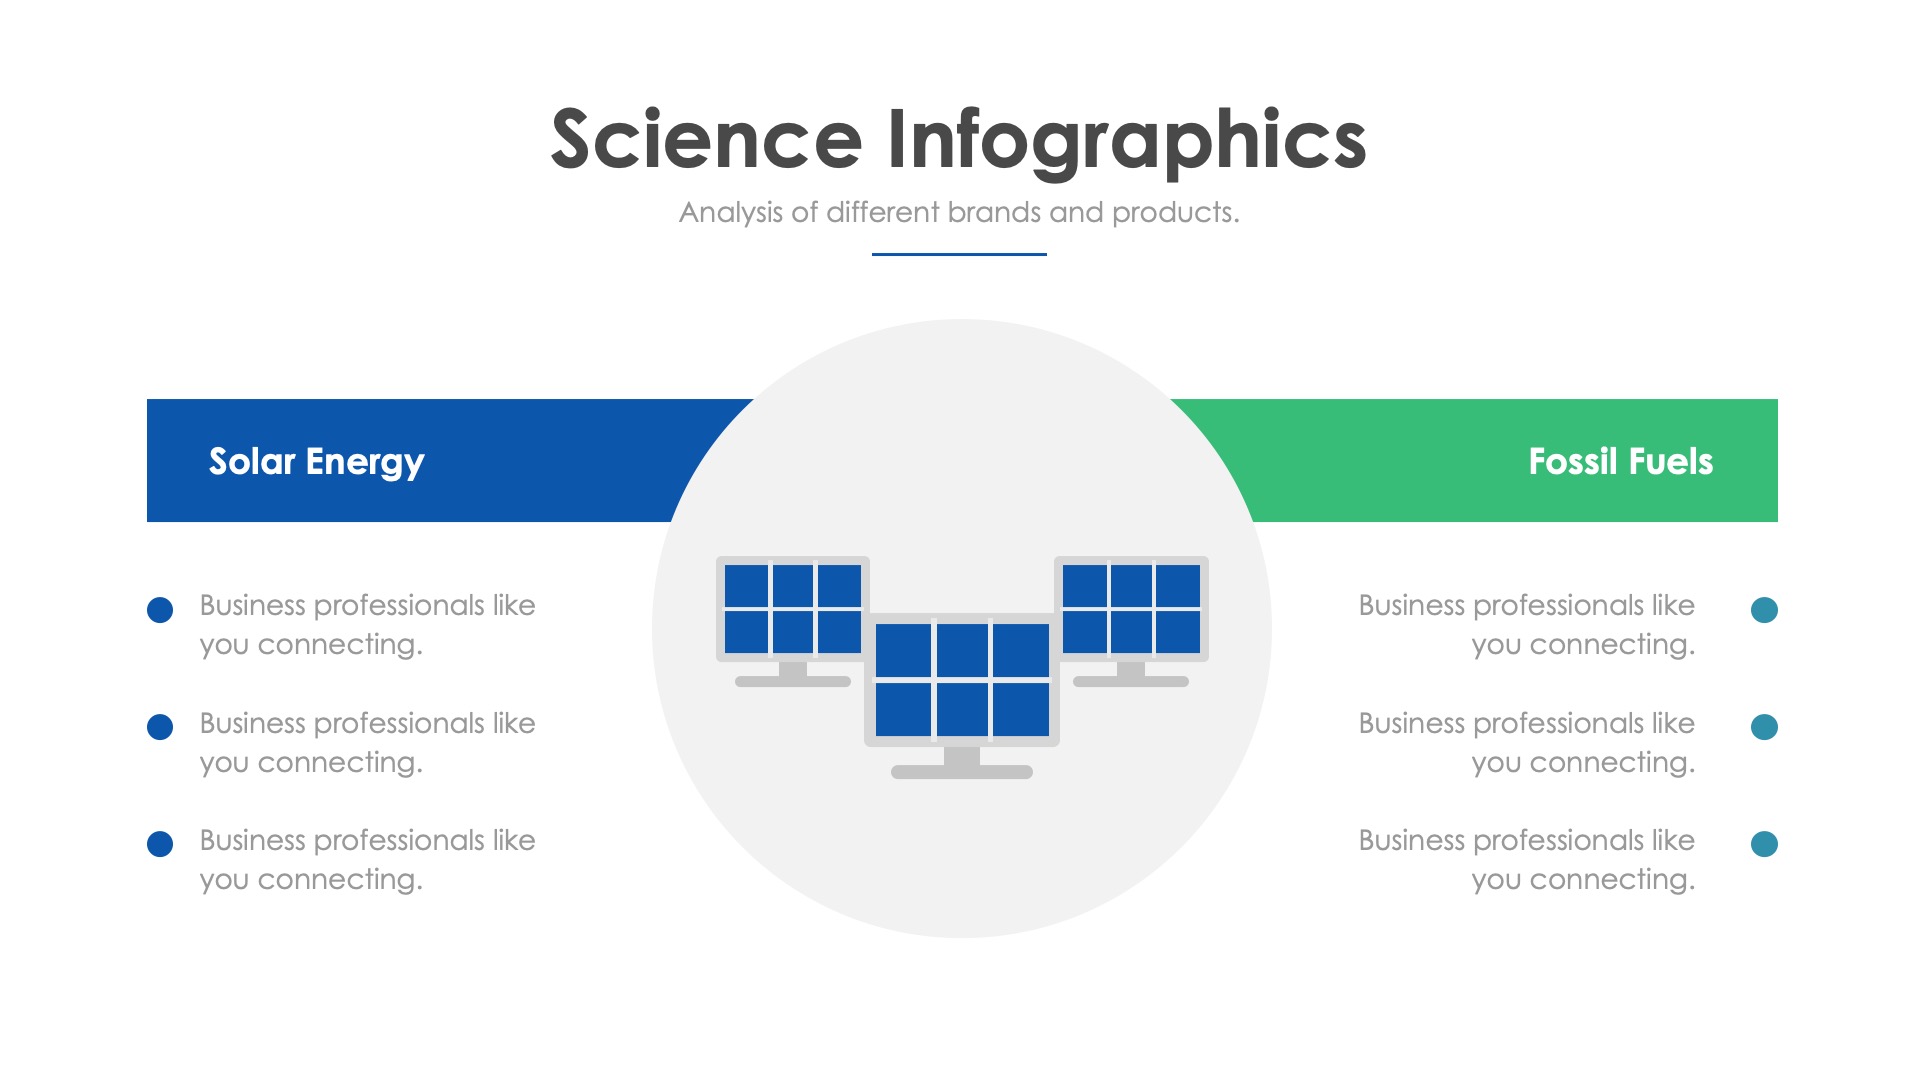 Science Infographics
Analysis of different brands and products.
Solar Energy
Business professionals like
you connecting.
Business professionals like
you connecting.
Business professionals like
you connecting.
Fossil Fuels
Business professionals like
you connecting.
Business professionals like
you connecting.
Business professionals like
you connecting.